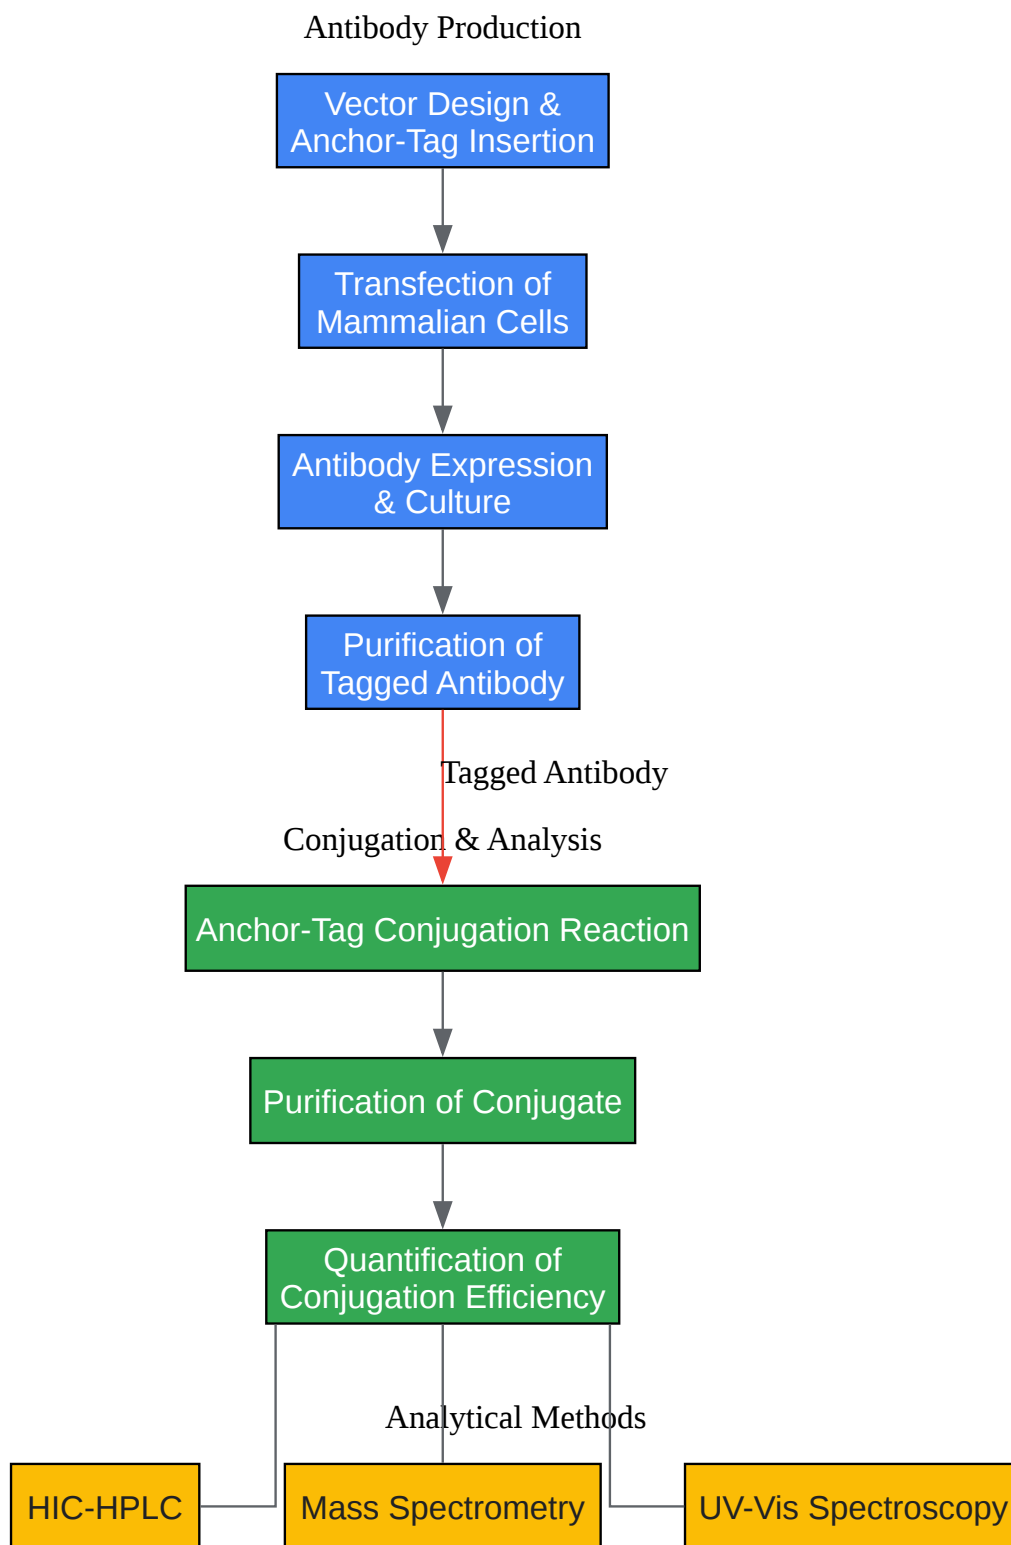 Antibody Production
Vector Design &
Anchor-Tag Insertion
Transfection of
Mammalian Cells
Antibody Expression
& Culture
Purification of
Tagged Antibody
Tagged Antibody
Conjugation & Analysis
Anchor-Tag Conjugation Reaction
Purification of Conjugate
Quantification of
Conjugation Efficiency
Analytical Methods
HIC-HPLC
Mass Spectrometry
UV-Vis Spectroscopy